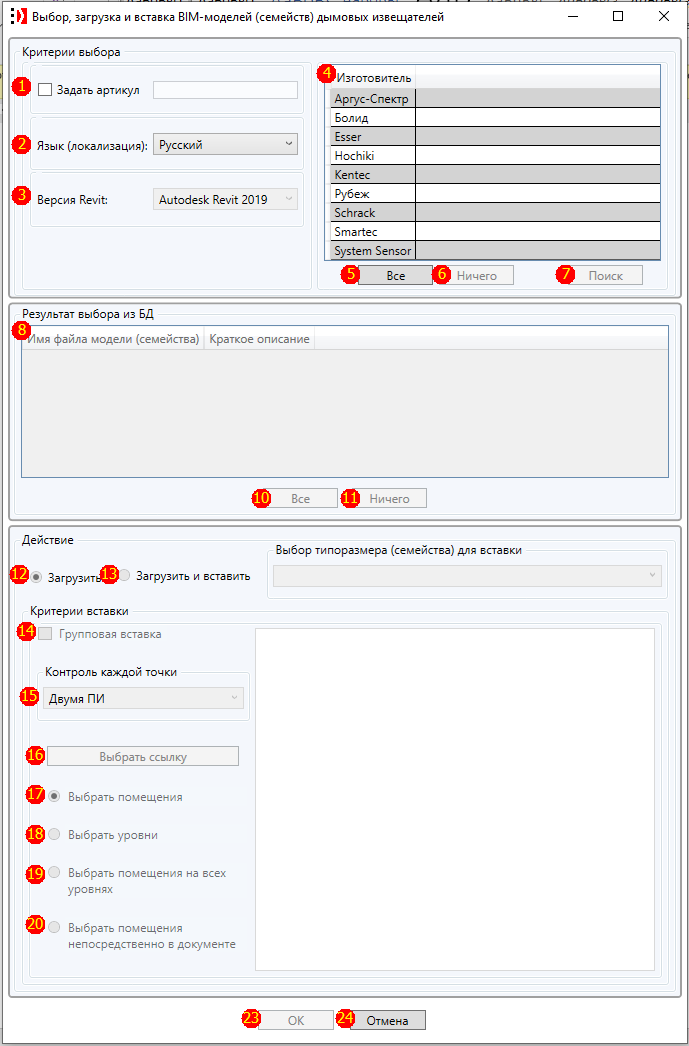 Выбор, загрузка и вставка BIM-моделей (семейств) дымовых извещателей
Критерии выбора
1 Задать артикул
2 Язык (локализация): Русский
3 Версия Revit: Autodesk Revit 2019
4 Изготовитель
Аргус-Спектр
Болид
Esser
Hochiki
Kentec
Рубеж
Schrack
Smartec
System Sensor
5 Все 6 Ничего 7 Поиск
Результат выбора из БД
8 Имя файла модели (семейства) Краткое описание
10 Все 11 Ничего
Действие
12 Загрузить 13 Загрузить и вставить
Выбор типоразмера (семейства) для вставки
Критерии вставки
14 Групповая вставка
Контроль каждой точки
15 Двумя ПИ
16 Выбрать ссылку
17 Выбрать помещения
18 Выбрать уровни
19 Выбрать помещения на всех
уровнях
20 Выбрать помещения
непосредственно в документе
23 ОК 24 Отмена